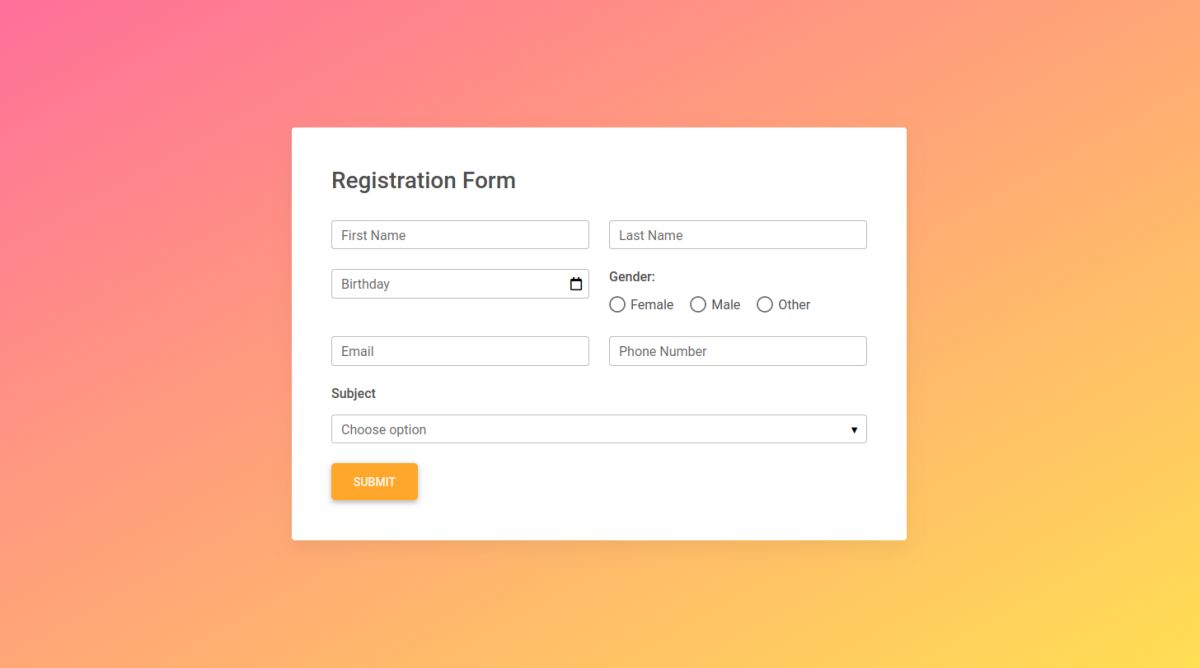 Registration Form
First Name Last Name
Birthday Gender:
Female Male Other
Email Phone Number
Subject
Choose option
SUBMIT